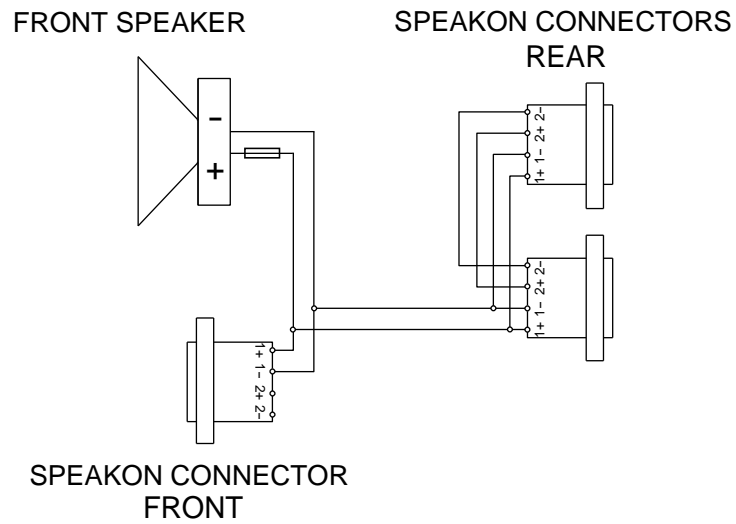 FRONT SPEAKER
SPEAKON CONNECTORS
REAR
-
+
1+ 1- 2+ 2-
1+ 1- 2+ 2-
1+ 1- 2+ 2-
SPEAKON CONNECTOR
FRONT